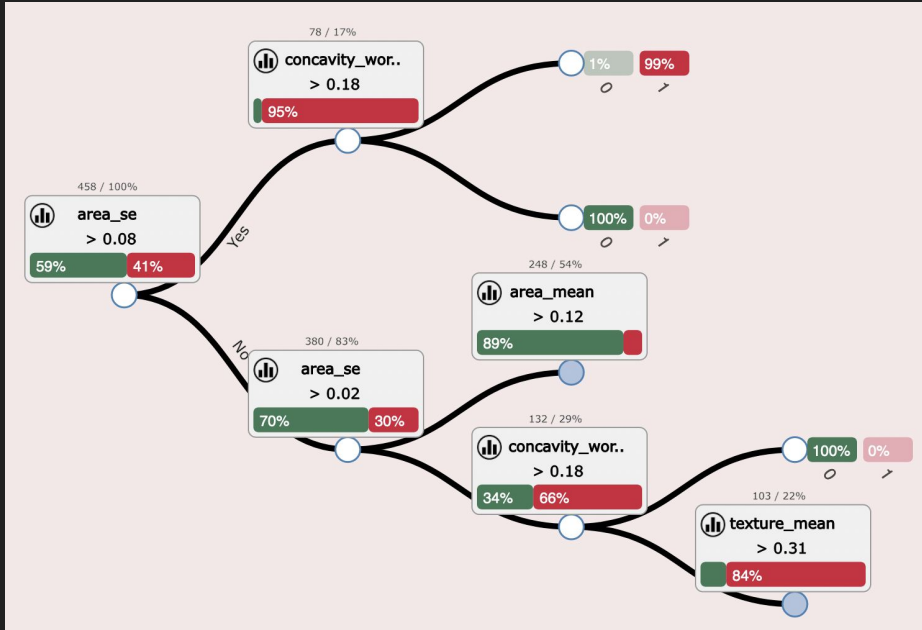 78 / 17%
concavity_wor..
> 0.18
95%
1%
99%
0
1
458 / 100%
area_se
> 0.08
59%
41%
Yes
100%
0%
0
1
248 / 54%
area_mean
> 0.12
89%
No
380 / 83%
area_se
> 0.02
70%
30%
132 / 29%
concavity_wor..
> 0.18
34%
66%
100%
0%
0
1
103 / 22%
texture_mean
> 0.31
84%